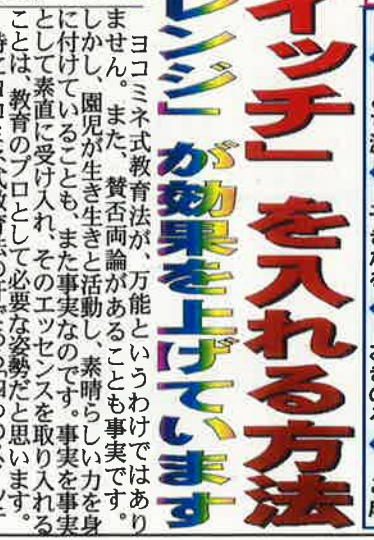 イッチ」を入れる方法
レンジ」が効果を上げています
ヨコミネ式教育法が、万能というわけではあり
ません。また、賛否両論があることも事実です。
しかし、園児が生き生きと活動し、素晴らしい力を身
に付けていることも、また事実なのです。事実を事実
として素直に受け入れ、そのエッセンスを取り入れる
ことは、教育のプロとして必要な姿勢だと思います。